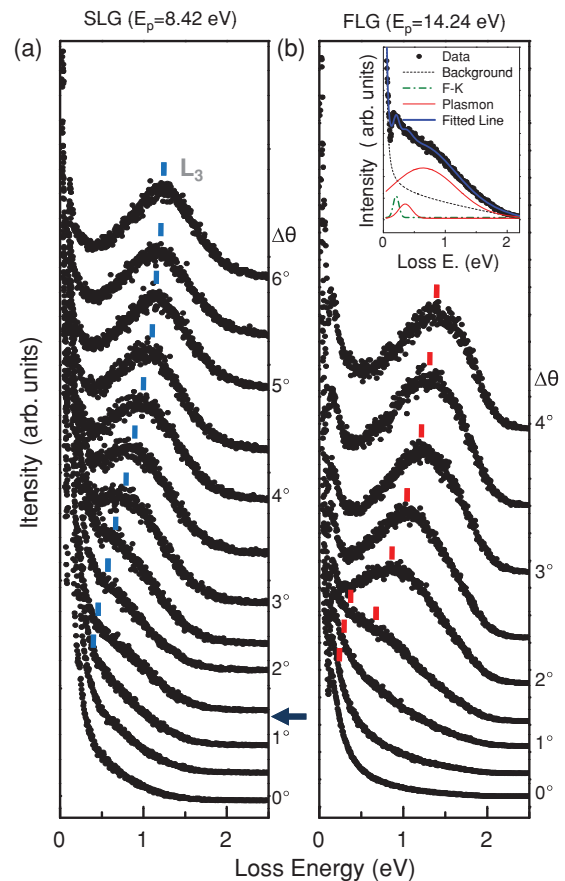 SLG (Ep=8.42 eV)
FLG (Ep=14.24 eV)
(a)
(b)
Data
Background
F-K
Plasmon
Fitted Line
Intensity ( arb. units)
0
1
2
Loss E. (eV)
L3
Δθ
6°
5°
4°
3°
2°
1°
0°
Δθ
4°
3°
2°
1°
0°
Itensity (arb. units)
0
1
2
0
1
2
Loss Energy (eV)